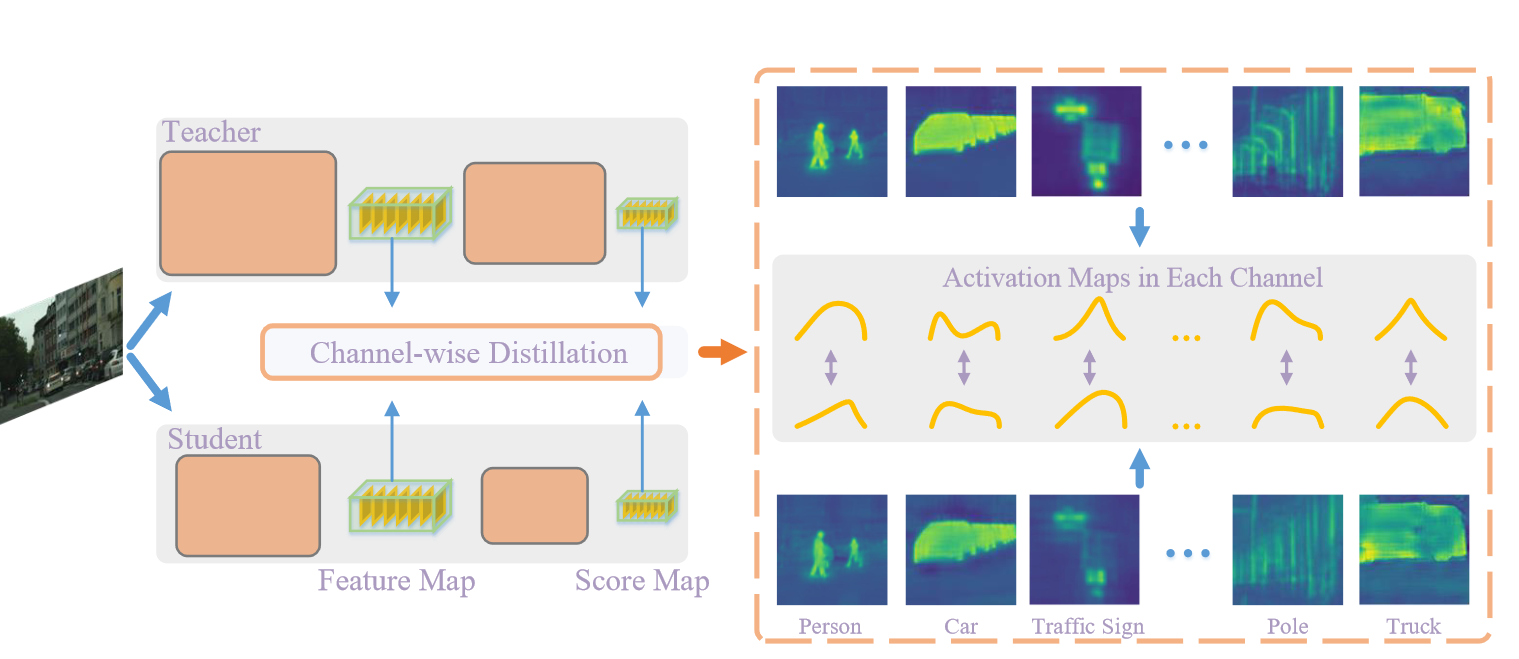 Teacher
Channel-wise Distillation
Student
Feature Map
Score Map
Activation Maps in Each Channel
Person
Car
Traffic Sign
Pole
Truck